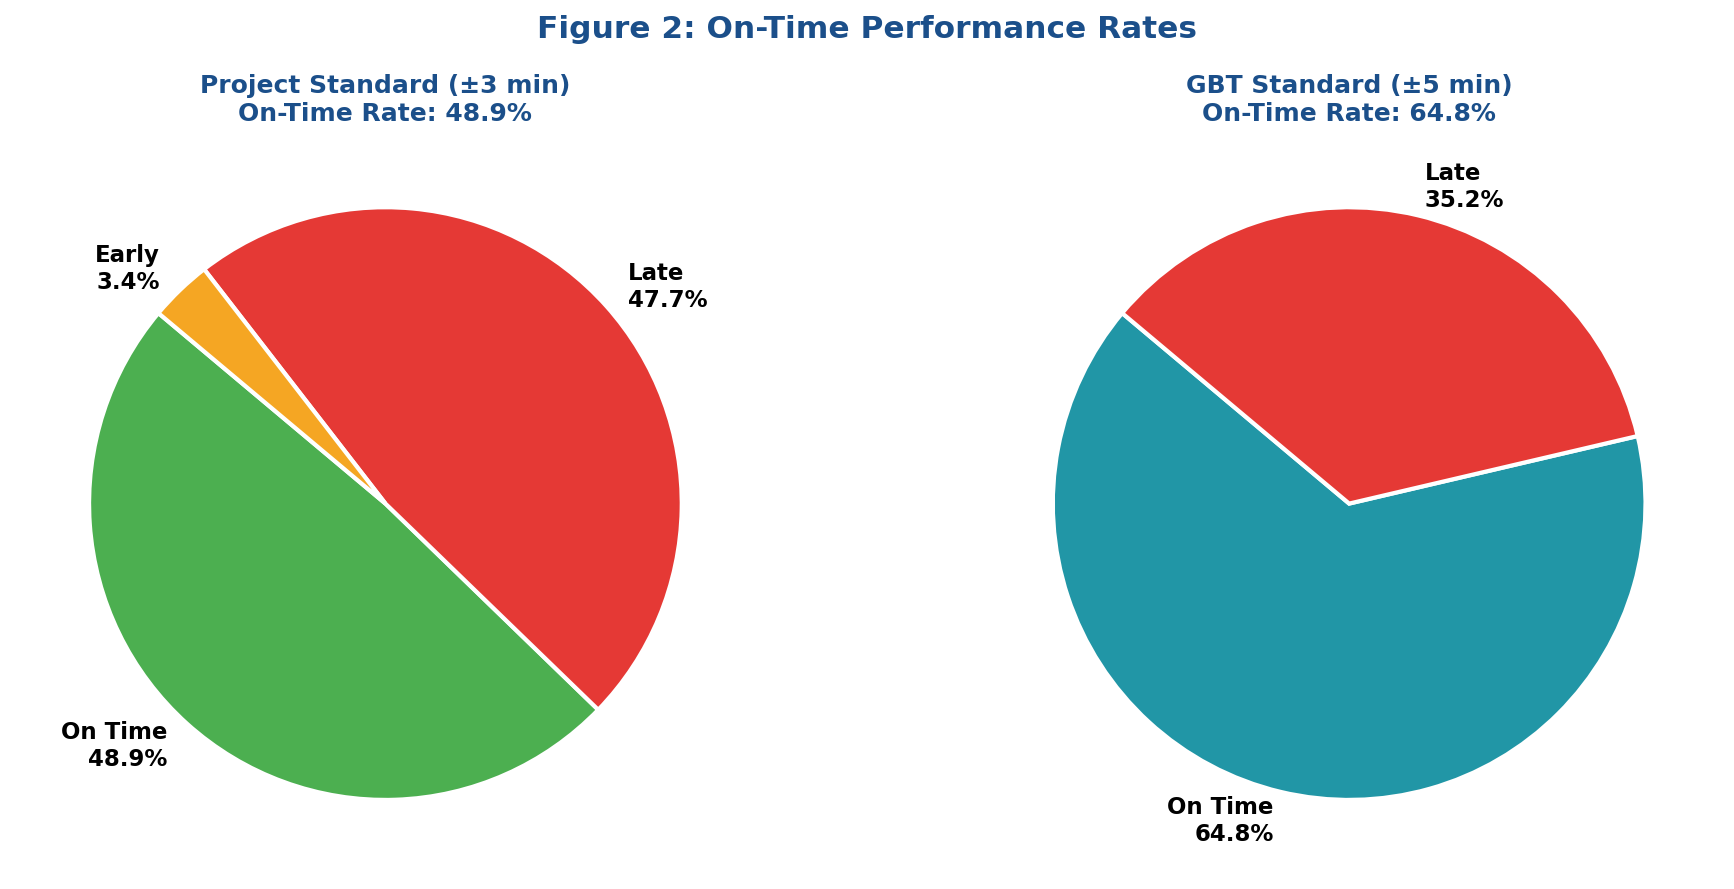 Figure 2: On-Time Performance Rates
Project Standard (±3 min)
On-Time Rate: 48.9%
Early
3.4%
Late
47.7%
On Time
48.9%
GBT Standard (±5 min)
On-Time Rate: 64.8%
Late
35.2%
On Time
64.8%